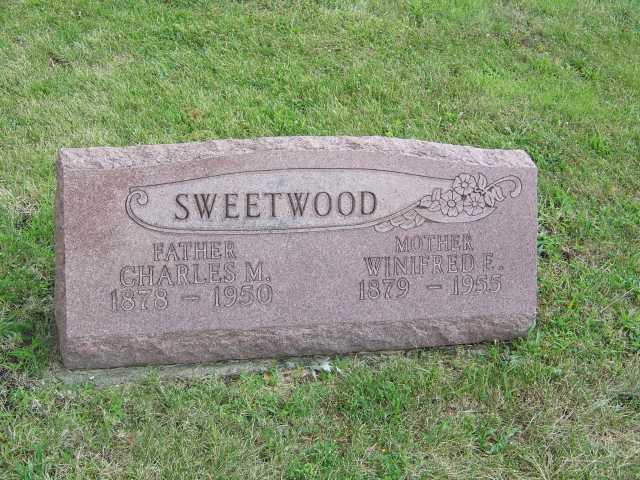 SWEETWOOD
FATHER
CHARLES M.
1878 - 1950
MOTHER
WINIFRED E.
1879 - 1955